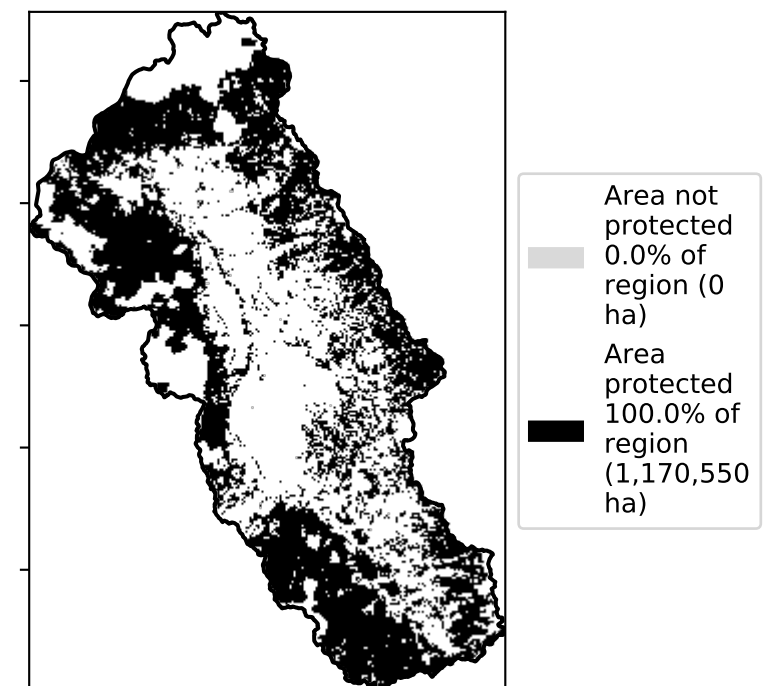 Area not
protected
0.0% of
region (0
ha)
Area
protected
100.0% of
region
(1,170,550
ha)